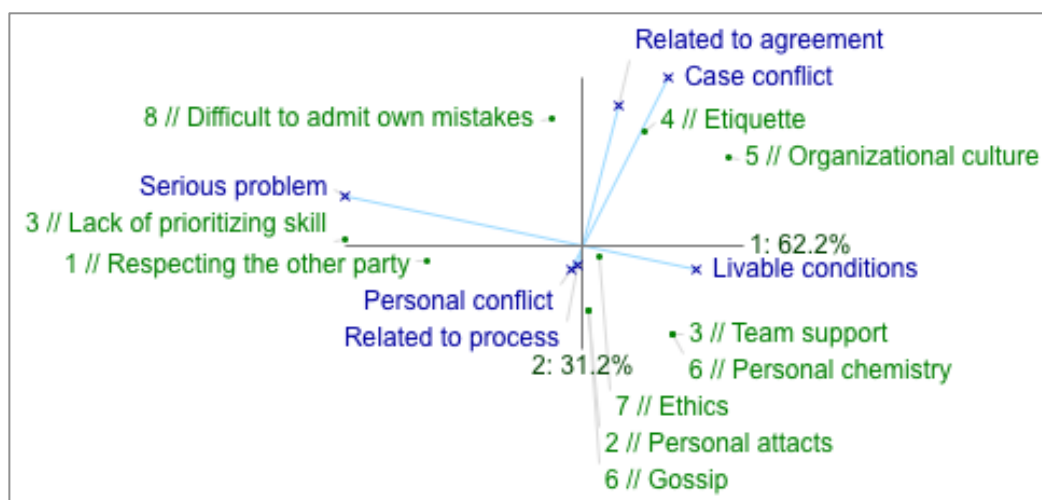 Related to agreement
Case conflict
8 // Difficult to admit own mistakes
4 // Etiquette
5 // Organizational culture
Serious problem
3 // Lack of prioritizing skill
1: 62.2%
1 // Respecting the other party
Livable conditions
Personal conflict
Related to process
3 // Team support
2: 31.2%
6 // Personal chemistry
7 // Ethics
2 // Personal attacts
6 // Gossip